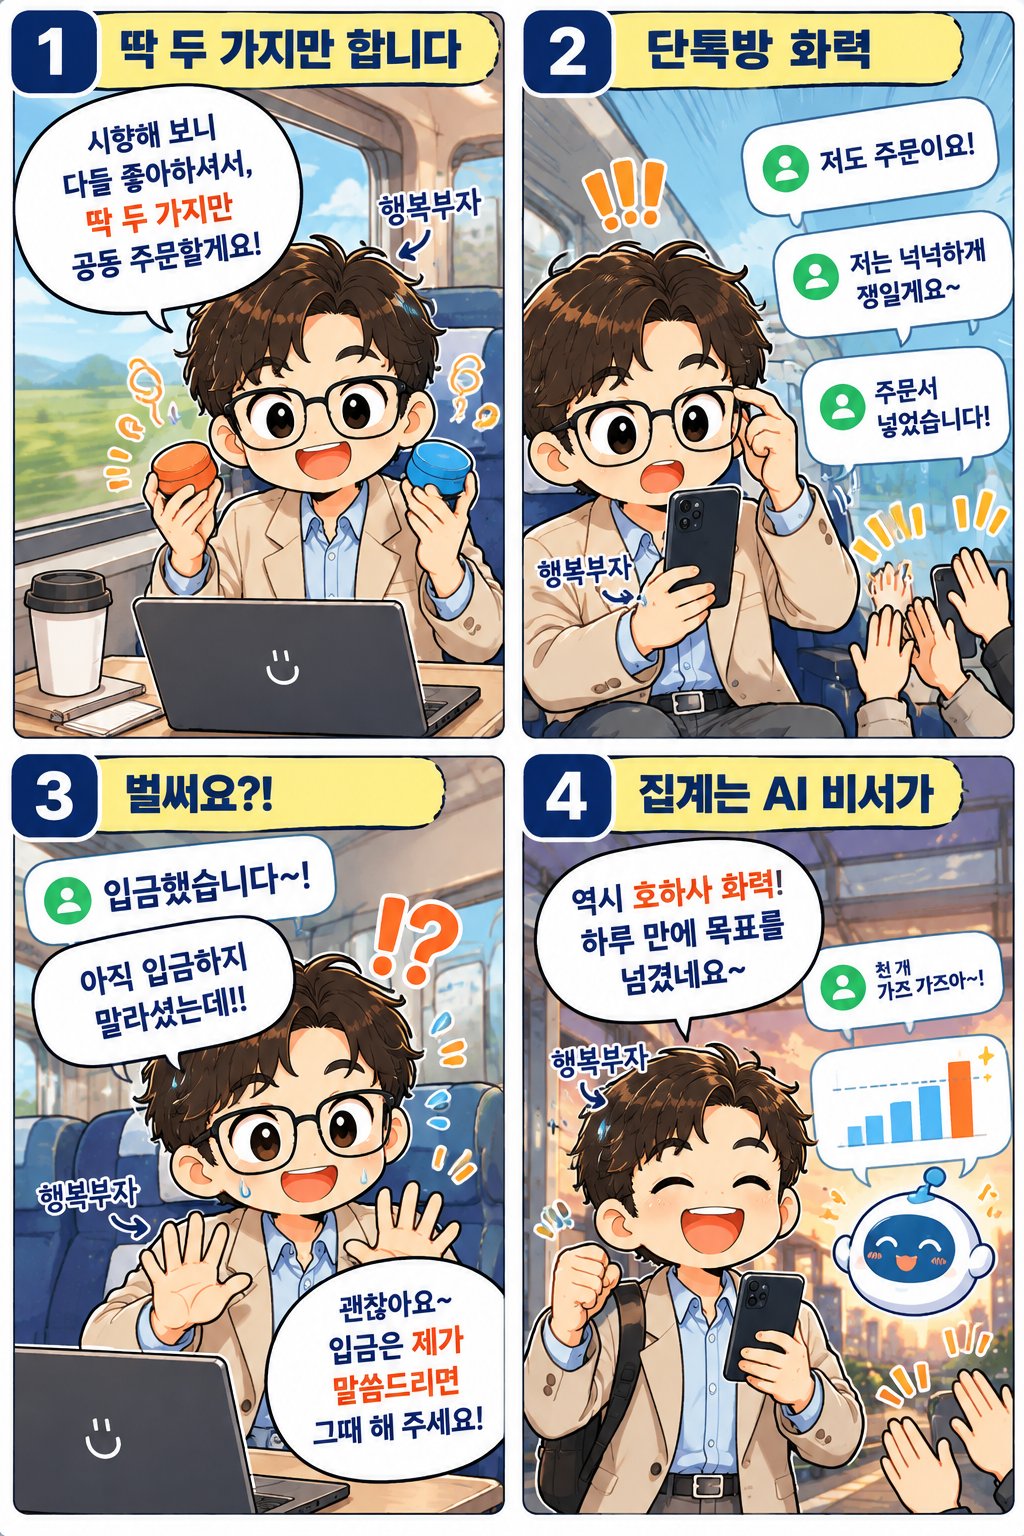 1 딱 두 가지만 합니다
시향해 보니
다들 좋아하셔서,
딱 두 가지만
공동 주문할게요!
행복부자
2 단톡방 화력
저도 주문이요!
저는 넉넉하게
쟁일게요~
주문서
넣었습니다!
!!!
행복부자
3 벌써요?!
입금했습니다~!
아직 입금하지
말라셨는데!!
!?
행복부자
괜찮아요~
입금은 제가
말씀드리면
그때 해 주세요!
4 집계는 AI 비서가
역시 호하사 화력!
하루 만에 목표를
넘겼네요~
천 개
가즈 가즈아~!
행복부자